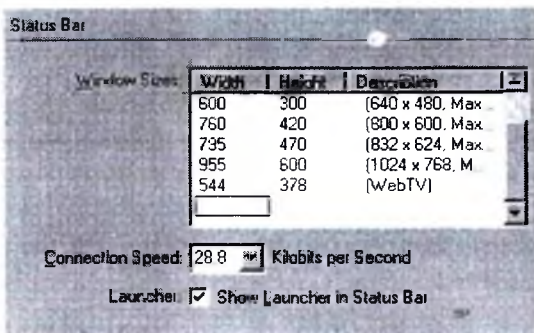 Status Bar
Window Sizes: Width Height Description
600 300 (640 x 480, Max...
760 420 (800 x 600, Max...
795 470 (832 x 624, Max...
955 600 (1024 x 768, M...
544 378 (WebTV)
Connection Speed: 28.8 Kilobits per Second
Launcher: Show Launcher in Status Bar